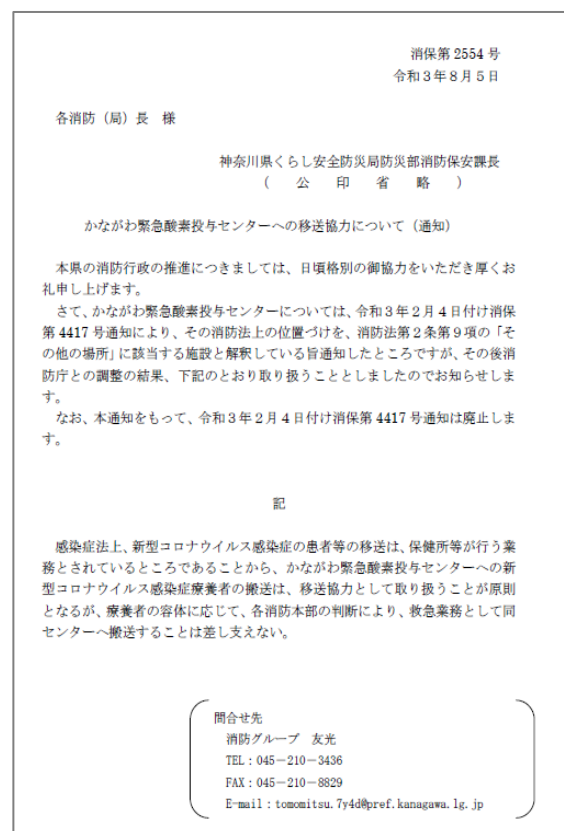 消保第 2554 号
令和３年８月５日
各消防（局）長　様
神奈川県くらし安全防災局防災部消防保安課長
（　公　印　省　略　）
かながわ緊急酸素投与センターへの移送協力について（通知）
本県の消防行政の推進につきましては、日頃格別の御協力をいただき厚くお
礼申し上げます。
さて、かながわ緊急酸素投与センターについては、令和３年２月４日付け消保
第 4417 号通知により、その消防法上の位置づけを、消防法第２条第９項の「そ
の他の場所」に該当する施設と解釈している旨通知したところですが、その後消
防庁との調整の結果、下記のとおり取り扱うこととしましたのでお知らせしま
す。
なお、本通知をもって、令和３年２月４日付け消保第 4417 号通知は廃止しま
す。
記
感染症法上、新型コロナウイルス感染症の患者等の移送は、保健所等が行う業
務とされているところであることから、かながわ緊急酸素投与センターへの新
型コロナウイルス感染症療養者の搬送は、移送協力として取り扱うことが原則
となるが、療養者の容体に応じて、各消防本部の判断により、救急業務として同
センターへ搬送することは差し支えない。
問合せ先
消防グループ　友光
TEL：045－210－3436
FAX：045－210－8829
E-mail：tomomitsu.7y4d@pref.kanagawa.lg.jp